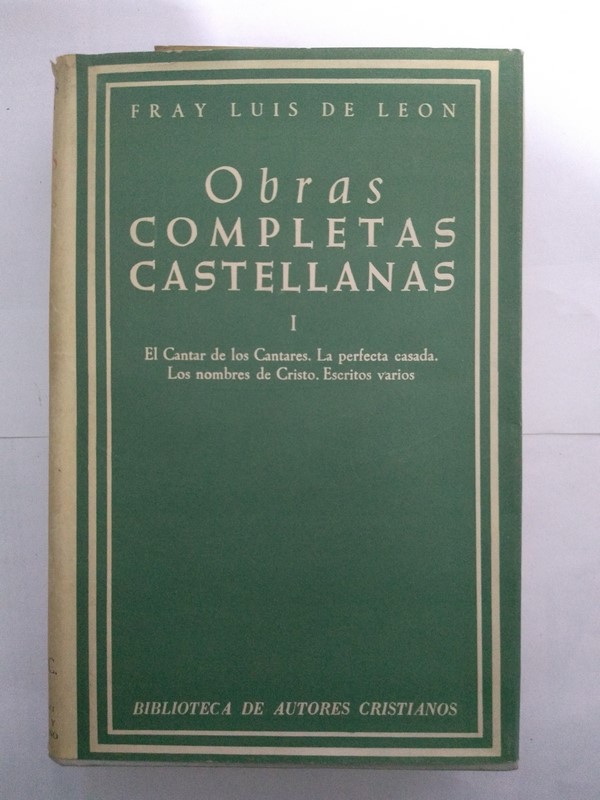 FRAY LUIS DE LEON
Obras
COMPLETAS
CASTELLANAS
I
El Cantar de los Cantares. La perfecta casada.
Los nombres de Cristo. Escritos varios
BIBLIOTECA DE AUTORES CRISTIANOS